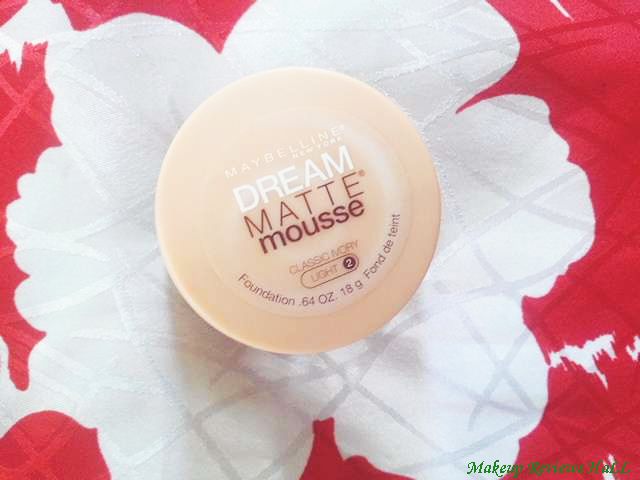 MAYBELLINE®
NEW YORK
DREAM
MATTE®
mousse
CLASSIC IVORY
LIGHT 2
Foundation .64 OZ. 18 g Fond de teint
Makeup Reviews Hal L